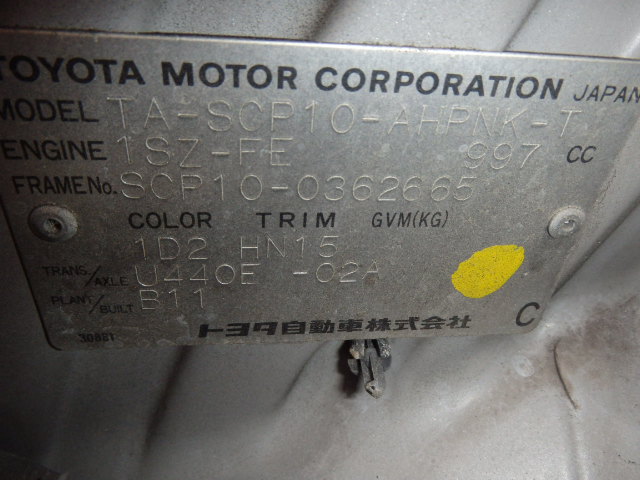 TOYOTA MOTOR CORPORATION JAPAN
MODEL TA-SCP10-AHPNK-T
ENGINE 1SZ-FE 997 CC
FRAME No. SCP10-0362665
COLOR TRIM GVM(KG)
1D2 HN15
TRANS./AXLE U440E -02A
PLANT/BUILT B11
30881 トヨタ自動車株式会社 C